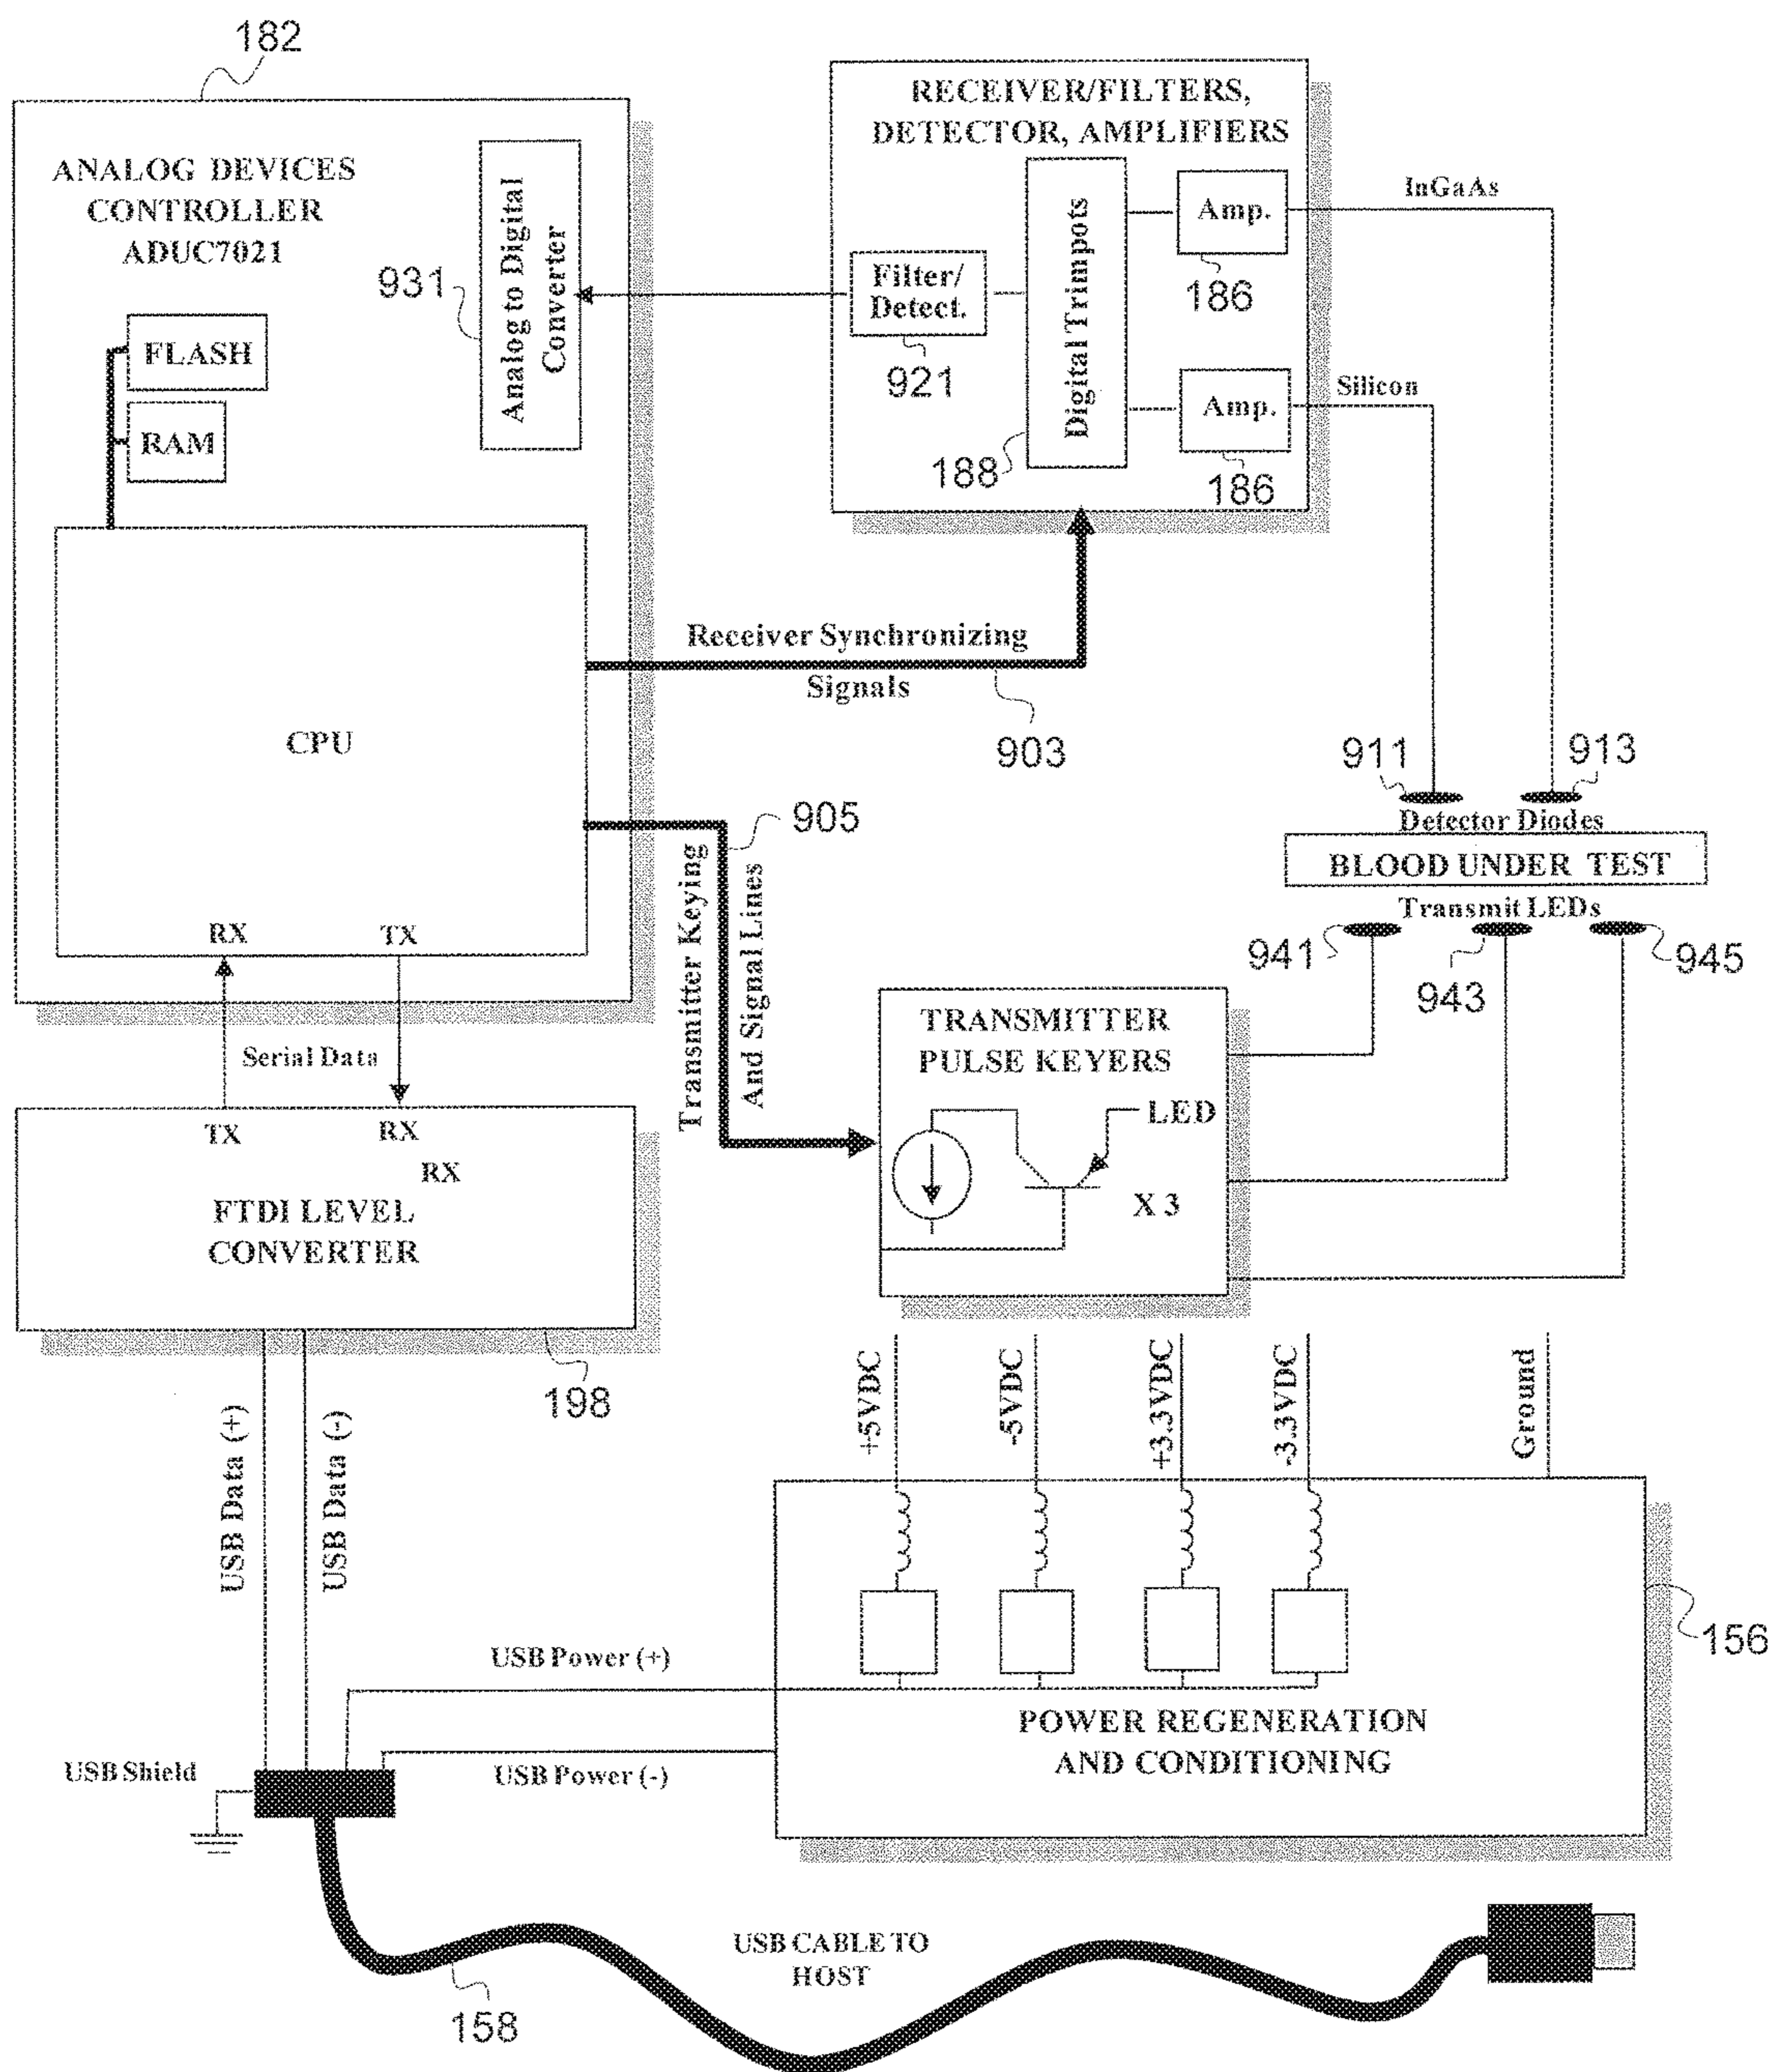 182
ANALOG DEVICES
CONTROLLER
ADUC7021
931
Analog to Digital
Converter
FLASH
RAM
CPU
RX
TX
RECEIVER/FILTERS,
DETECTOR, AMPLIFIERS
Filter/
Detect.
921
Digital Trimpots
188
Amp.
186
Amp.
186
InGaAs
Silicon
Receiver Synchronizing
Signals
903
905
Transmitter Keying
And Signal Lines
911
913
Detector Diodes
BLOOD UNDER TEST
Transmit LEDs
941
943
945
Serial Data
TX
RX
RX
FTDI LEVEL
CONVERTER
198
TRANSMITTER
PULSE KEYERS
LED
X 3
+5VDC
-5VDC
+3.3VDC
-3.3VDC
Ground
USB Data (+)
USB Data (-)
156
USB Power (+)
POWER REGENERATION
AND CONDITIONING
USB Shield
USB Power (-)
USB CABLE TO
HOST
158